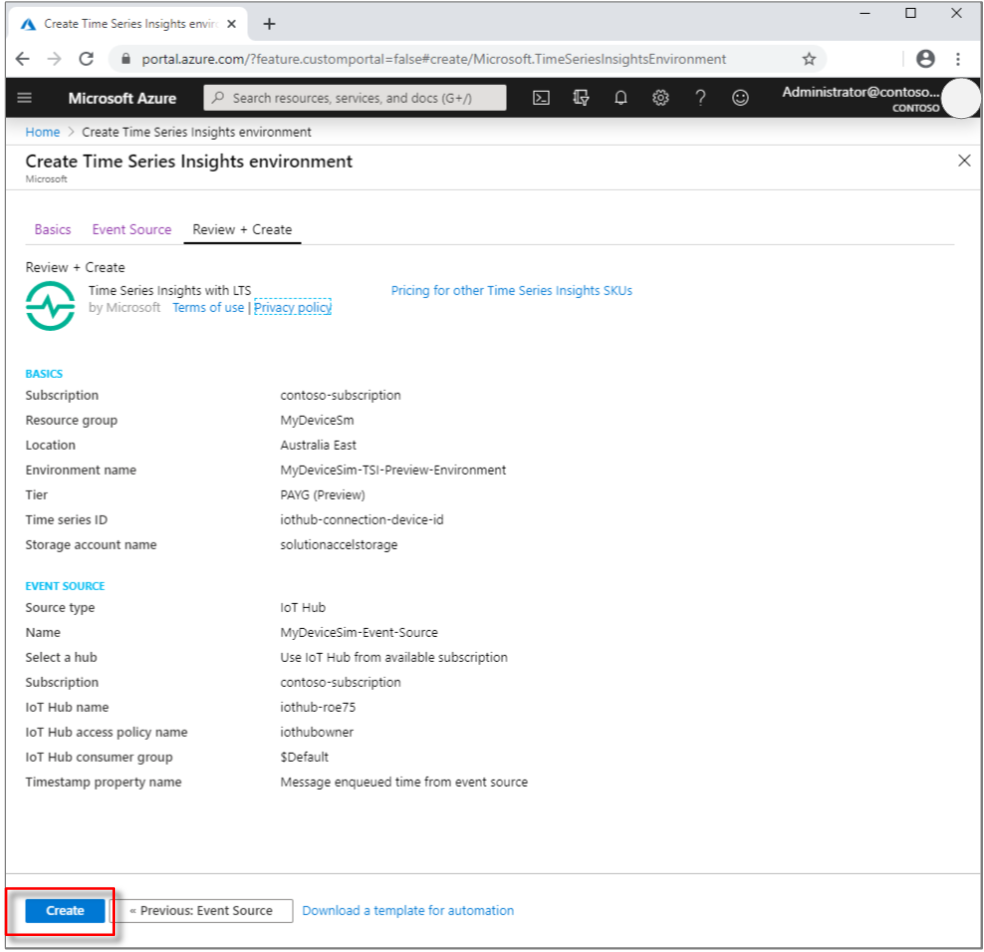 Create Time Series Insights envir
portal.azure.com/?feature.customportal=false#create/Microsoft.TimeSeriesInsightsEnvironment
Microsoft Azure
Search resources, services, and docs (G+/)
Administrator@contoso...
CONTOSO
Home > Create Time Series Insights environment
Create Time Series Insights environment
Microsoft
Basics Event Source Review + Create
Review + Create
Time Series Insights with LTS Pricing for other Time Series Insights SKUs
by Microsoft Terms of use | Privacy policy
BASICS
Subscription contoso-subscription
Resource group MyDeviceSm
Location Australia East
Environment name MyDeviceSim-TSI-Preview-Environment
Tier PAYG (Preview)
Time series ID iothub-connection-device-id
Storage account name solutionaccelstorage
EVENT SOURCE
Source type IoT Hub
Name MyDeviceSim-Event-Source
Select a hub Use IoT Hub from available subscription
Subscription contoso-subscription
IoT Hub name iothub-roe75
IoT Hub access policy name iothubowner
IoT Hub consumer group $Default
Timestamp property name Message enqueued time from event source
Create « Previous: Event Source Download a template for automation